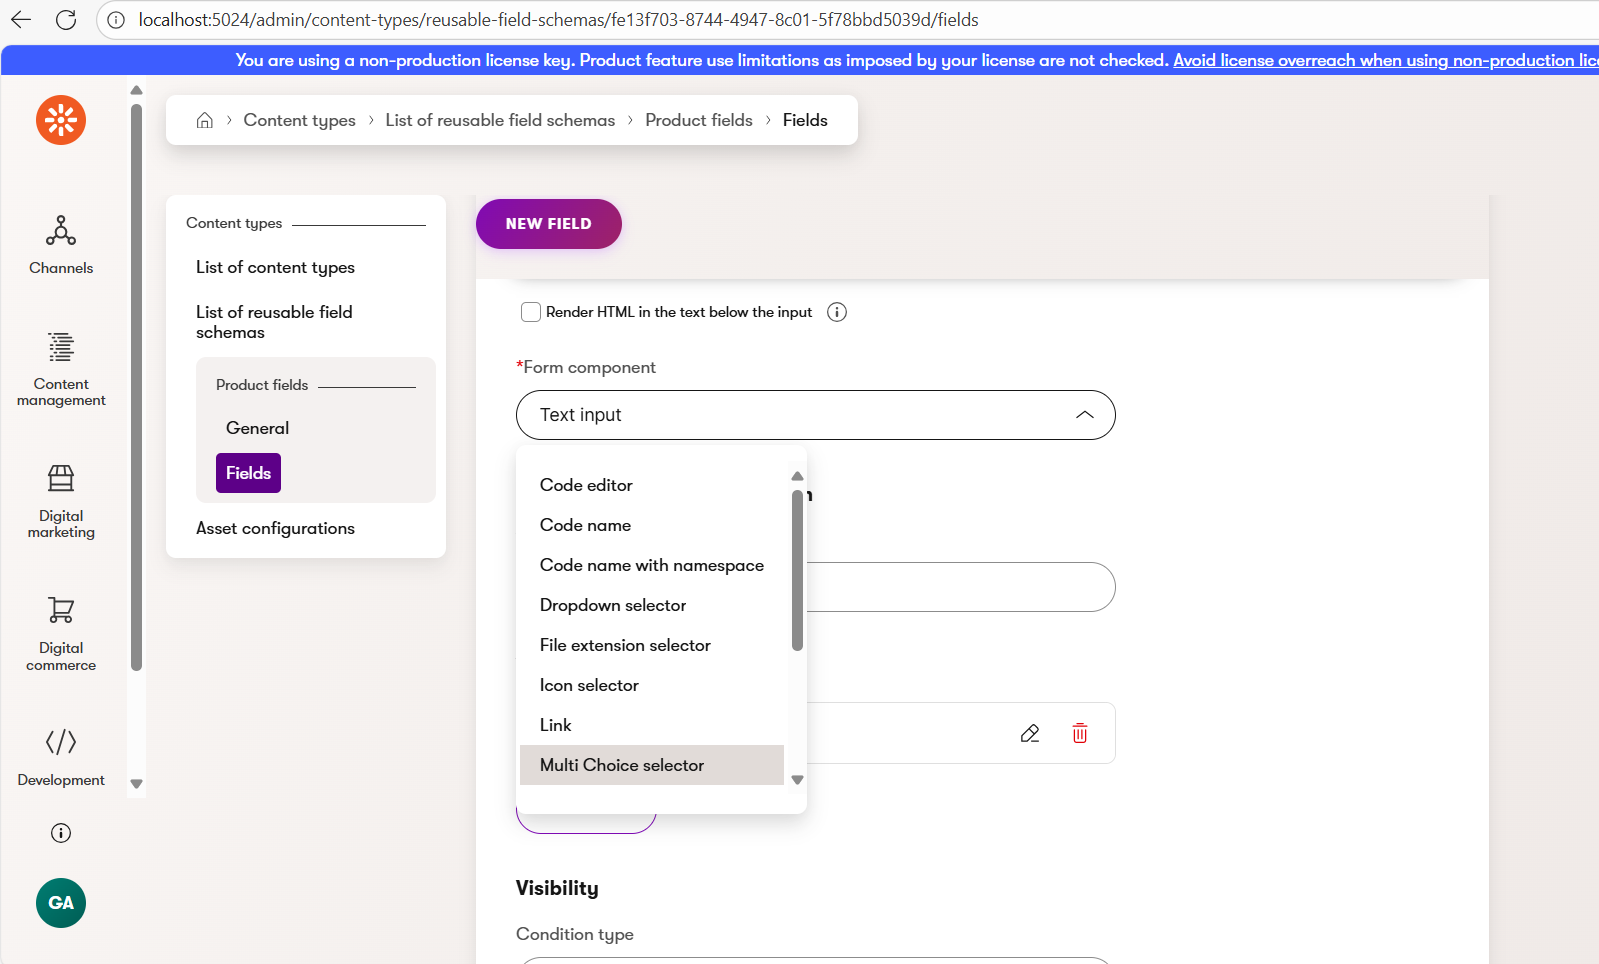 localhost:5024/admin/content-types/reusable-field-schemas/fe13f703-8744-4947-8c01-5f78bbd5039d/fields
You are using a non-production license key. Product feature use limitations as imposed by your license are not checked. Avoid license overreach when using non-production
Content types
List of reusable field schemas
Product fields
Fields
Channels
Content
management
Digital
marketing
Digital
commerce
Development
GA
Content types
List of content types
List of reusable field
schemas
Product fields
General
Fields
Asset configurations
NEW FIELD
Render HTML in the text below the input
*Form component
Text input
Code editor
Code name
Code name with namespace
Dropdown selector
File extension selector
Icon selector
Link
Multi Choice selector
Visibility
Condition type